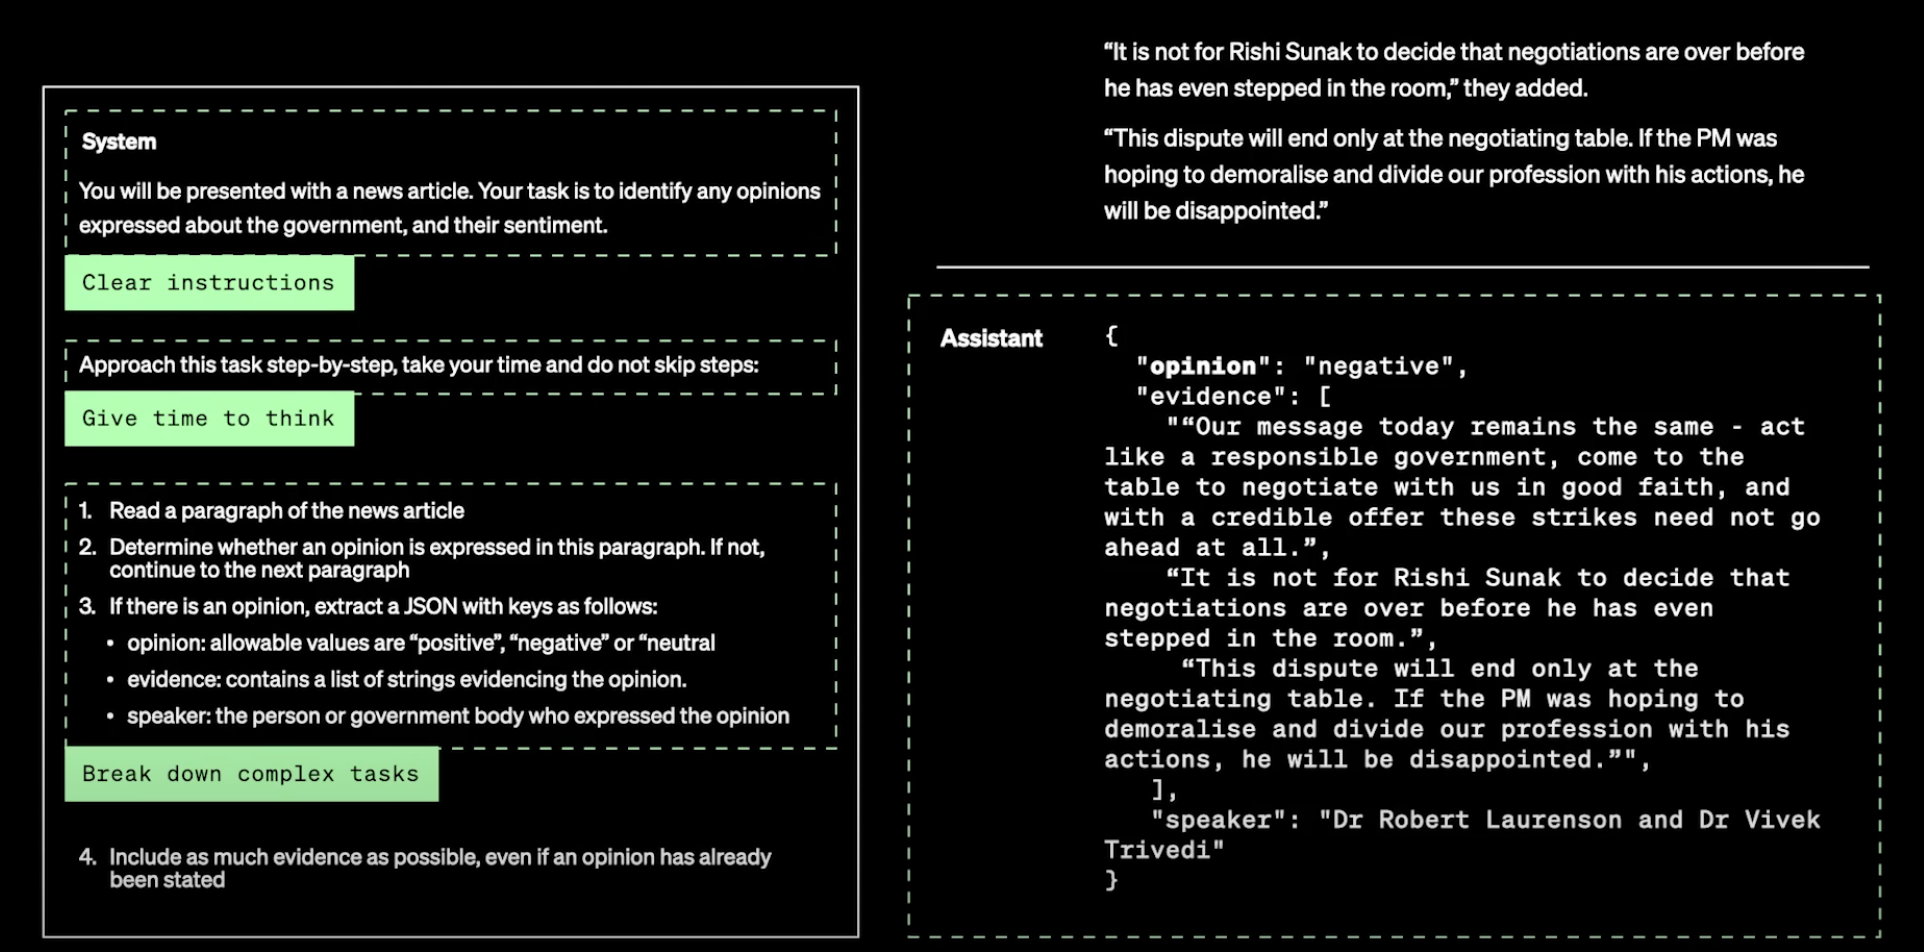 System
You will be presented with a news article. Your task is to identify any opinions
expressed about the government, and their sentiment.
Clear instructions
Approach this task step-by-step, take your time and do not skip steps:
Give time to think
1. Read a paragraph of the news article
2. Determine whether an opinion is expressed in this paragraph. If not,
continue to the next paragraph
3. If there is an opinion, extract a JSON with keys as follows:
• opinion: allowable values are “positive”, “negative” or “neutral
• evidence: contains a list of strings evidencing the opinion.
• speaker: the person or government body who expressed the opinion
Break down complex tasks
4. Include as much evidence as possible, even if an opinion has already
been stated
“It is not for Rishi Sunak to decide that negotiations are over before
he has even stepped in the room,” they added.
“This dispute will end only at the negotiating table. If the PM was
hoping to demoralise and divide our profession with his actions, he
will be disappointed.”
Assistant
{
"opinion": "negative",
"evidence": [
"“Our message today remains the same - act
like a responsible government, come to the
table to negotiate with us in good faith, and
with a credible offer these strikes need not go
ahead at all.”,
“It is not for Rishi Sunak to decide that
negotiations are over before he has even
stepped in the room.”,
“This dispute will end only at the
negotiating table. If the PM was hoping to
demoralise and divide our profession with his
actions, he will be disappointed.”",
],
"speaker": "Dr Robert Laurenson and Dr Vivek
Trivedi"
}